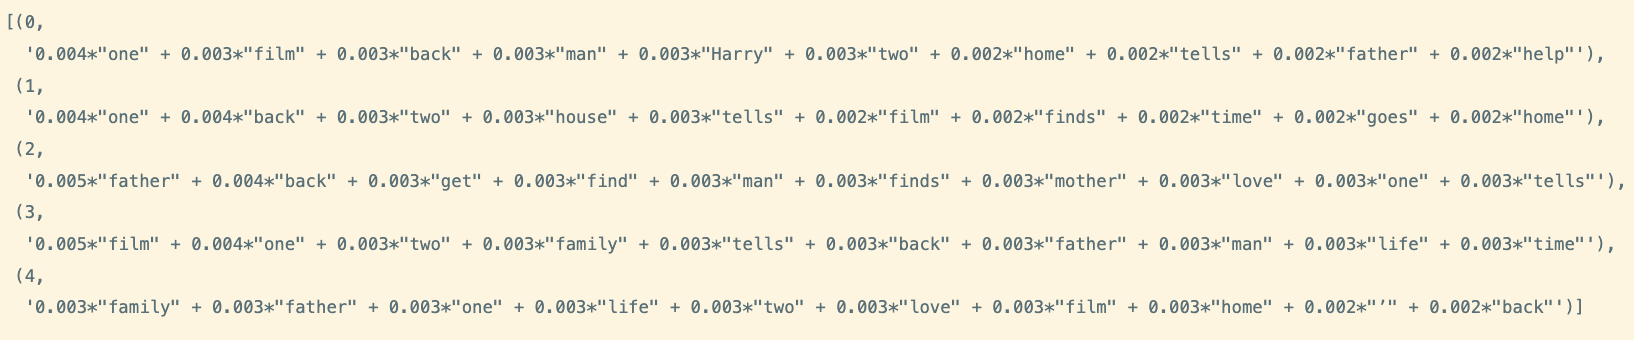 [(0,
'0.004*"one" + 0.003*"film" + 0.003*"back" + 0.003*"man" + 0.003*"Harry" + 0.003*"two" + 0.002*"home" + 0.002*"tells" + 0.002*"father" + 0.002*"help"'),
(1,
'0.004*"one" + 0.004*"back" + 0.003*"two" + 0.003*"house" + 0.003*"tells" + 0.002*"film" + 0.002*"finds" + 0.002*"time" + 0.002*"goes" + 0.002*"home"'),
(2,
'0.005*"father" + 0.004*"back" + 0.003*"get" + 0.003*"find" + 0.003*"man" + 0.003*"finds" + 0.003*"mother" + 0.003*"love" + 0.003*"one" + 0.003*"tells"'),
(3,
'0.005*"film" + 0.004*"one" + 0.003*"two" + 0.003*"family" + 0.003*"tells" + 0.003*"back" + 0.003*"father" + 0.003*"man" + 0.003*"life" + 0.003*"time"'),
(4,
'0.003*"family" + 0.003*"father" + 0.003*"one" + 0.003*"life" + 0.003*"two" + 0.003*"love" + 0.003*"film" + 0.003*"home" + 0.002*"’" + 0.002*"back"')]